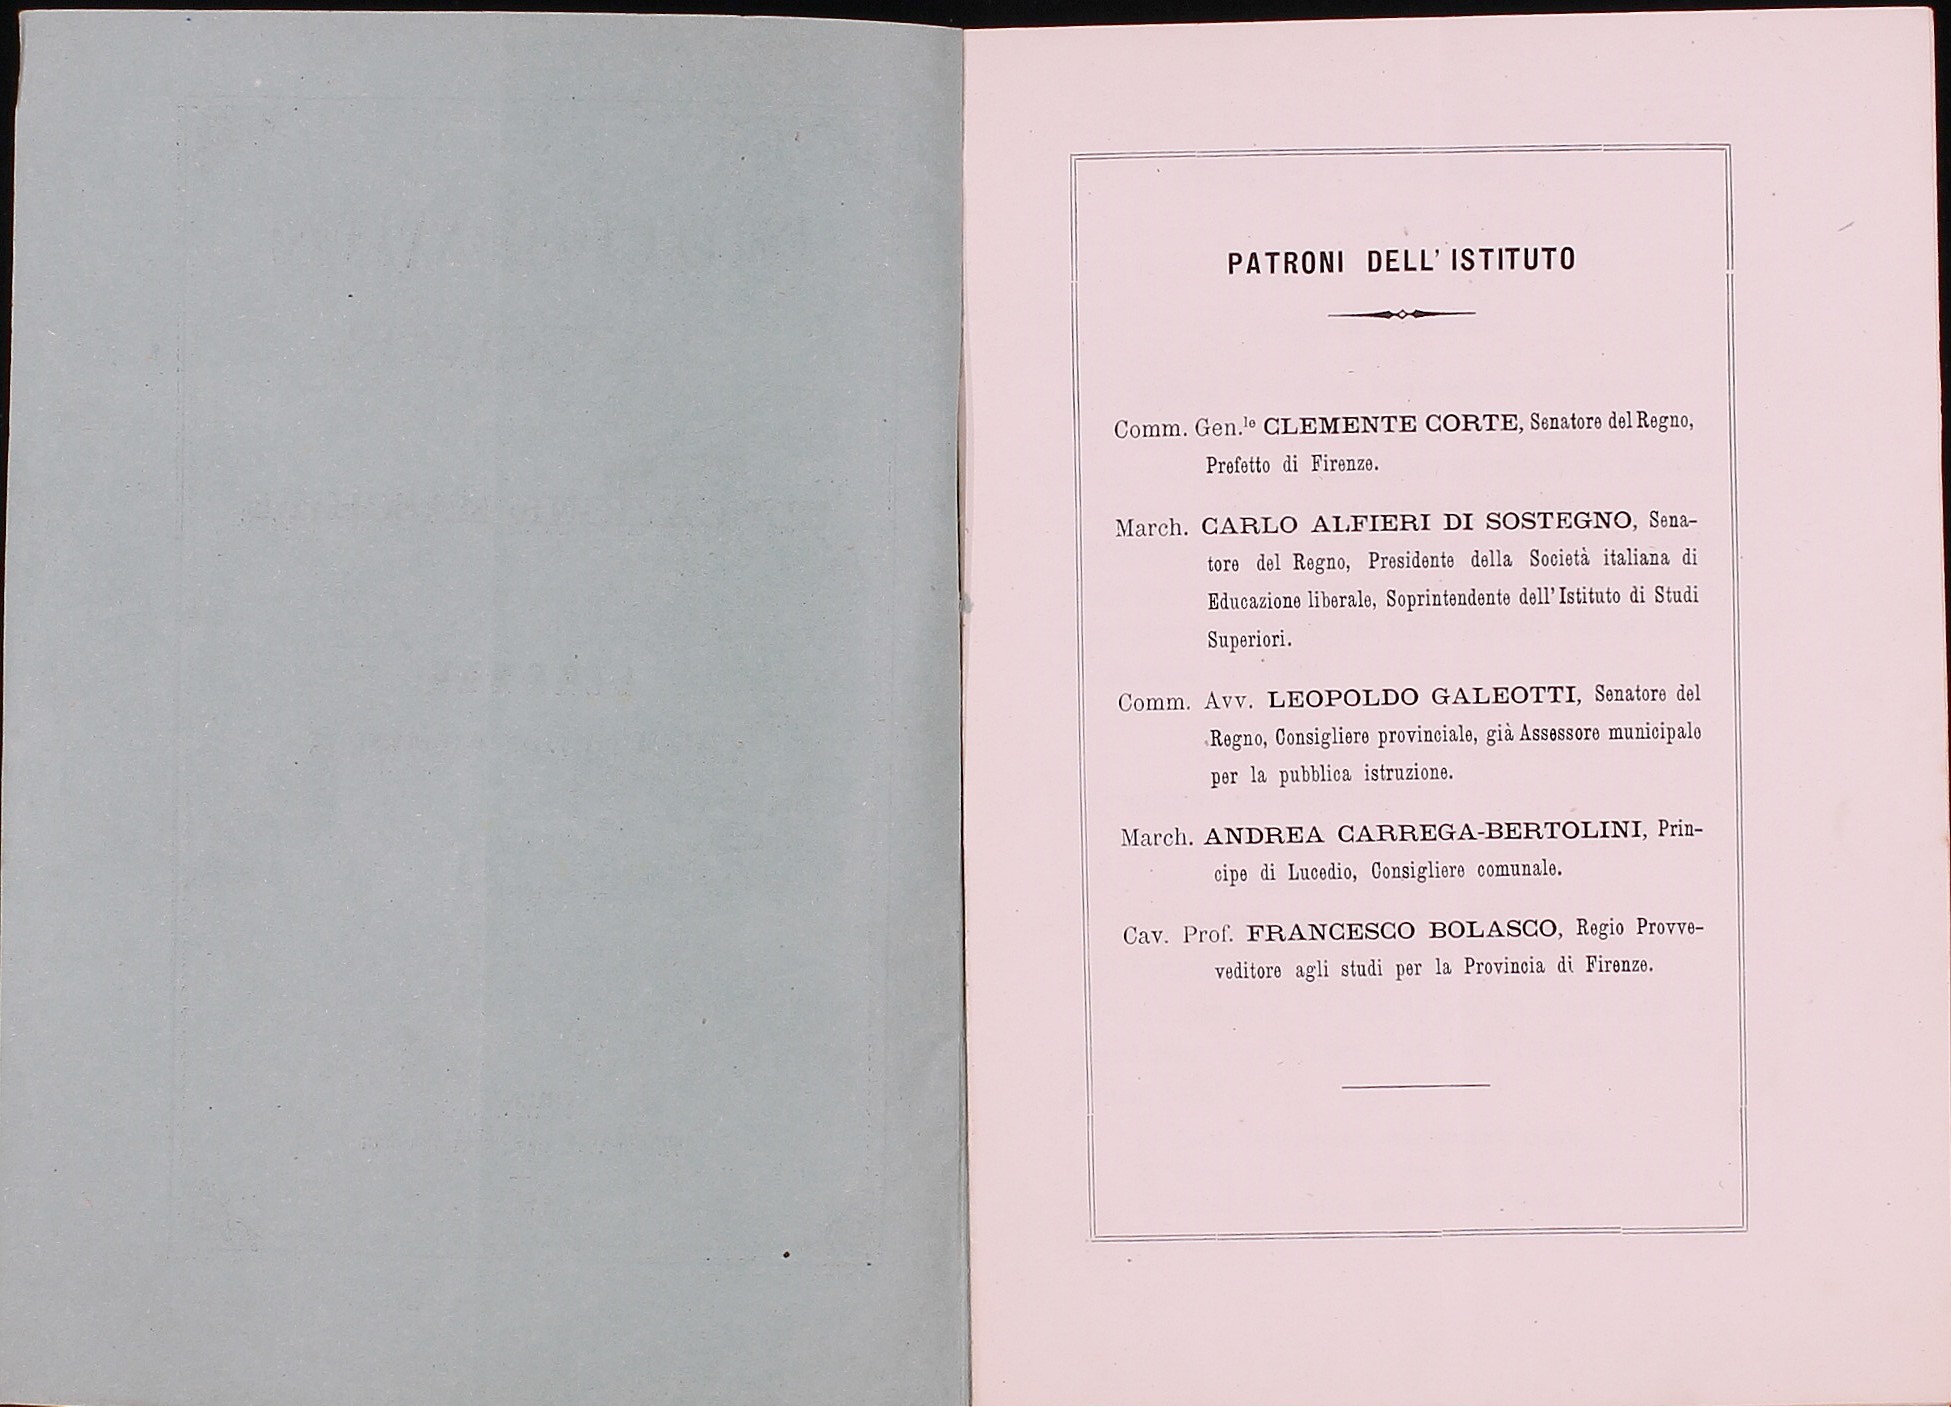 PATRONI DELL' ISTITUTO
Comm. Gen.le CLEMENTE CORTE, Senatore del Regno,
Prefetto di Firenze.
March. CARLO ALFIERI DI SOSTEGNO, Sena-
tore del Regno, Presidente della Società italiana di
Educazione liberale, Soprintendente dell' Istituto di Studi
Superiori.
Comm. Avv. LEOPOLDO GALEOTTI, Senatore del
Regno, Consigliere provinciale, già Assessore municipale
per la pubblica istruzione.
March. ANDREA CARREGA-BERTOLINI, Prin-
cipe di Lucedio, Consigliere comunale.
Cav. Prof. FRANCESCO BOLASCO, Regio Provve-
veditore agli studi per la Provincia di Firenze.